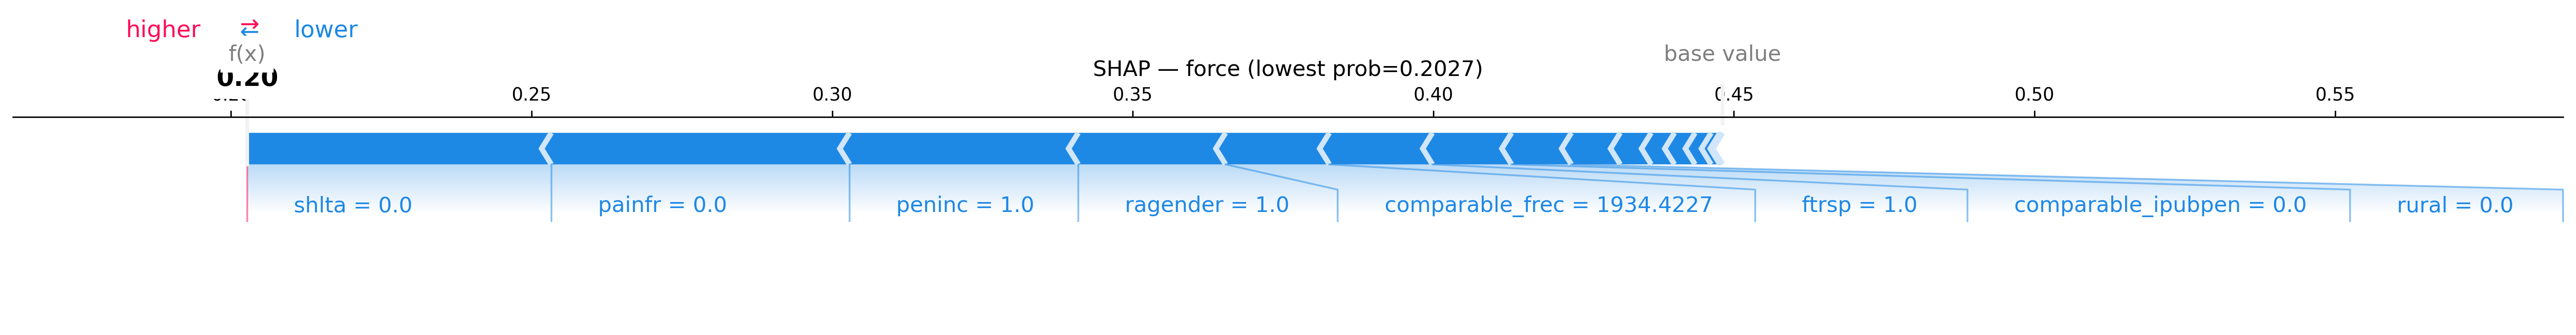 higher ⇄ lower
f(x)
base value
0.20
SHAP — force (lowest prob=0.2027)
0.25 0.30 0.35 0.40 0.45 0.50 0.55
shlta = 0.0 painfr = 0.0 peninc = 1.0 ragender = 1.0 comparable_frec = 1934.4227 ftrsp = 1.0 comparable_ipubpen = 0.0 rural = 0.0